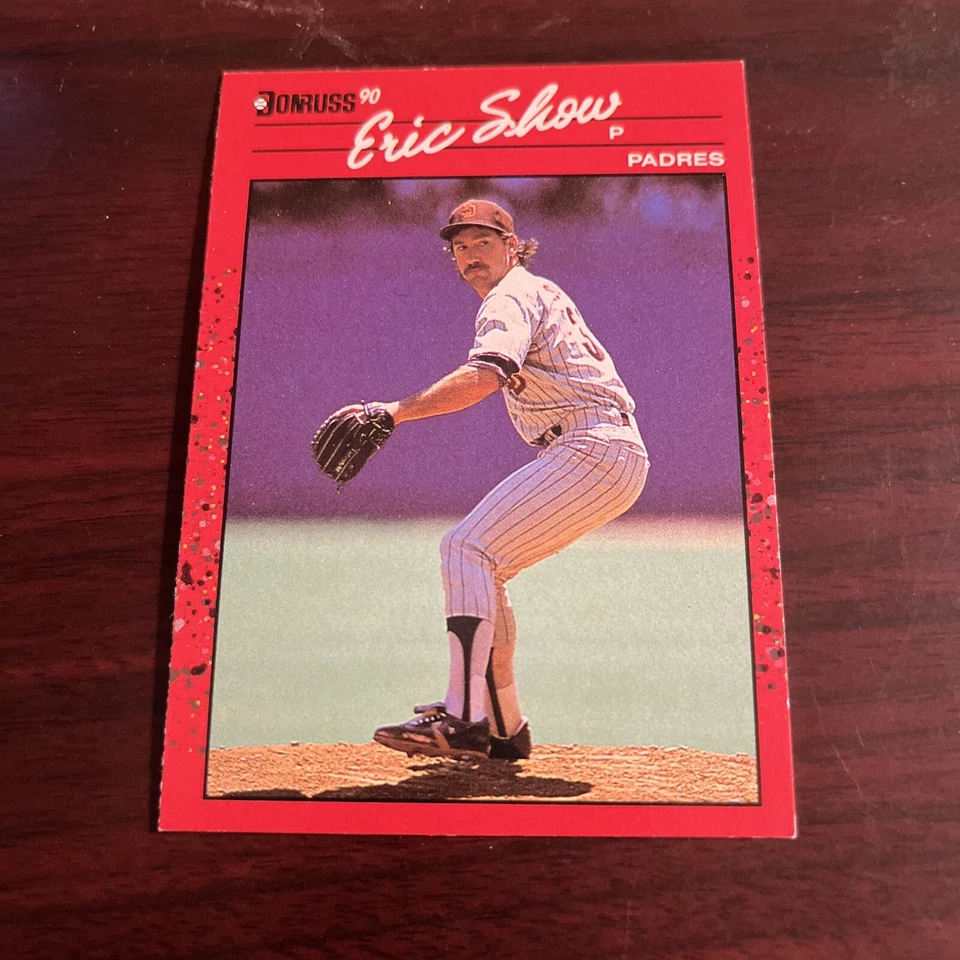 DONRUSS '90
Eric Show
P
PADRES